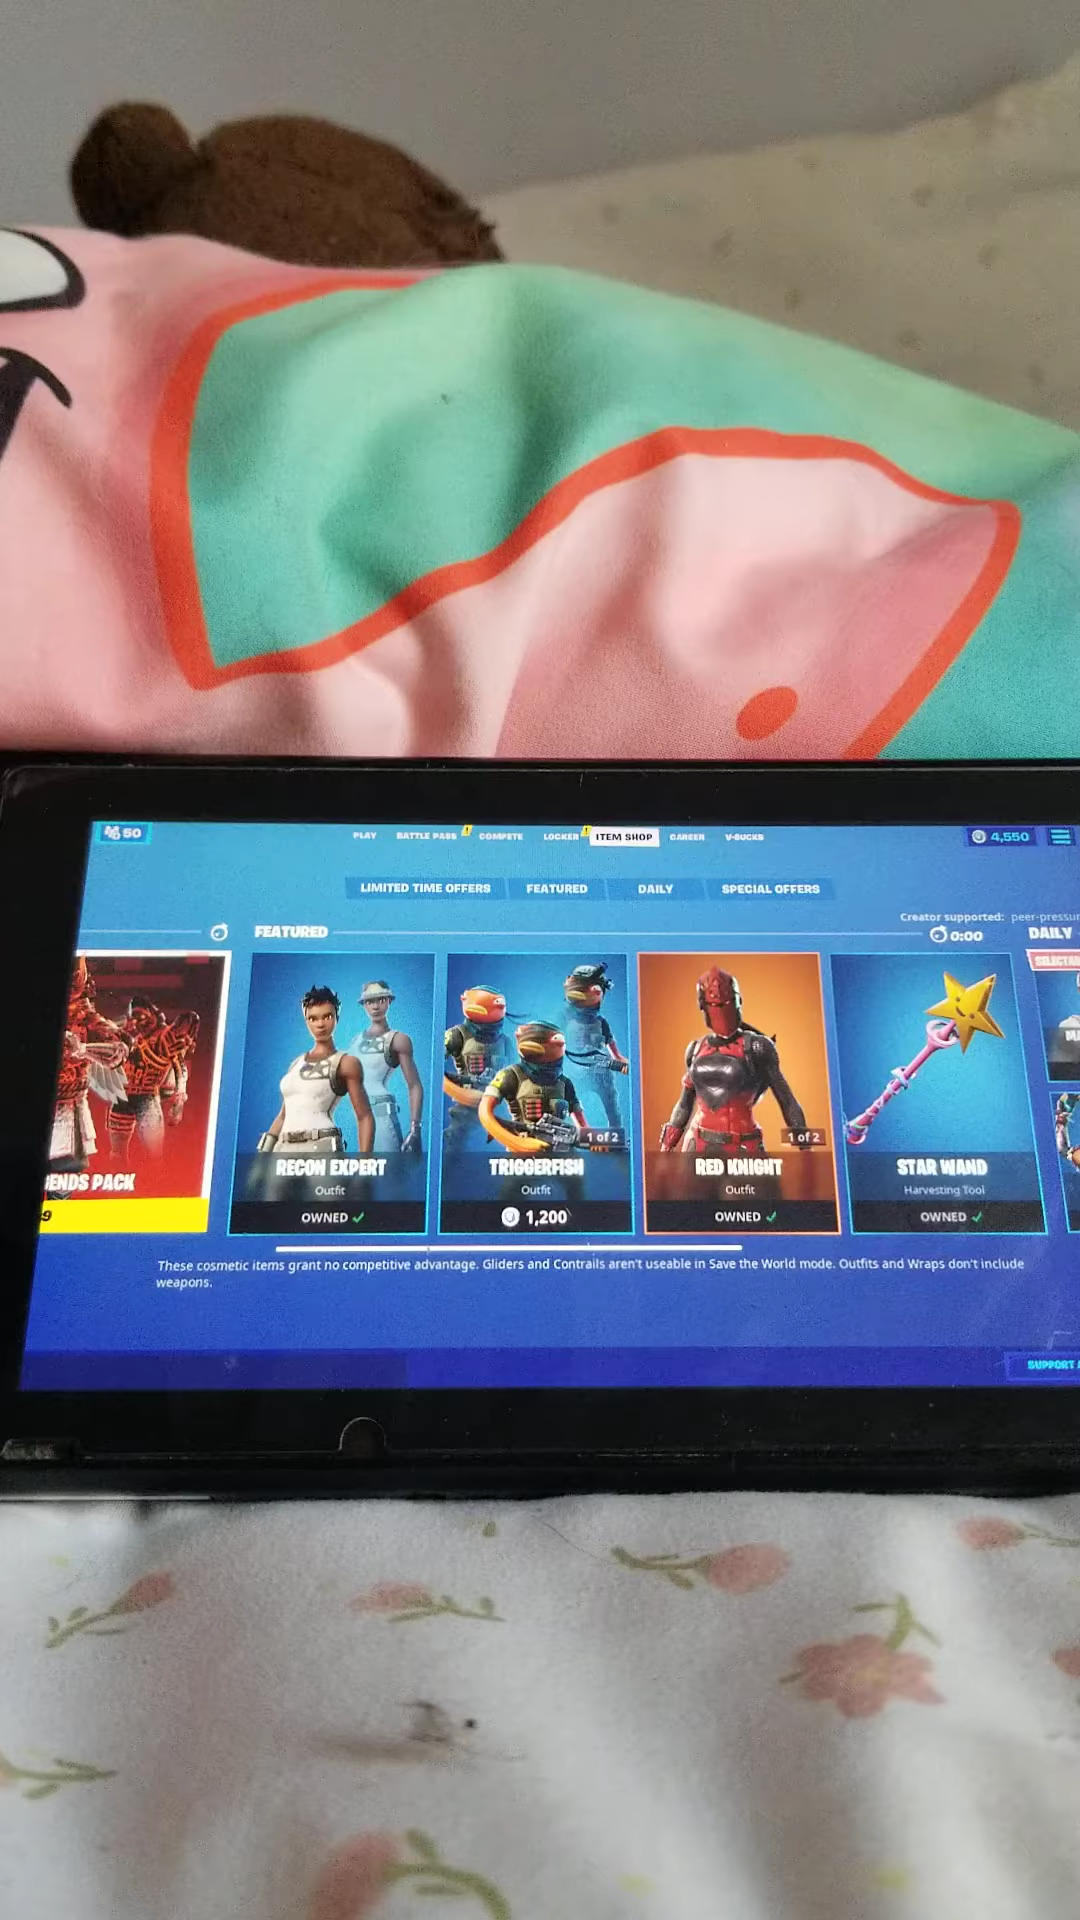 50
PLAY
BATTLE PASS
COMPETE
LOCKER
ITEM SHOP
CAREER
V-BUCKS
4,550
LIMITED TIME OFFERS
FEATURED
DAILY
SPECIAL OFFERS
Creator supported:
FEATURED
0:00
DAILY
PACK
9
RECON EXPERT
Outfit
OWNED
1 of 2
TRIGGERFISH
Outfit
1,200
1 of 2
RED KNIGHT
Outfit
OWNED
STAR WAND
Harvesting Tool
OWNED
These cosmetic items grant no competitive advantage. Gliders and Contrails aren't useable in Save the World mode. Outfits and Wraps don't include
weapons.
SUPPORT